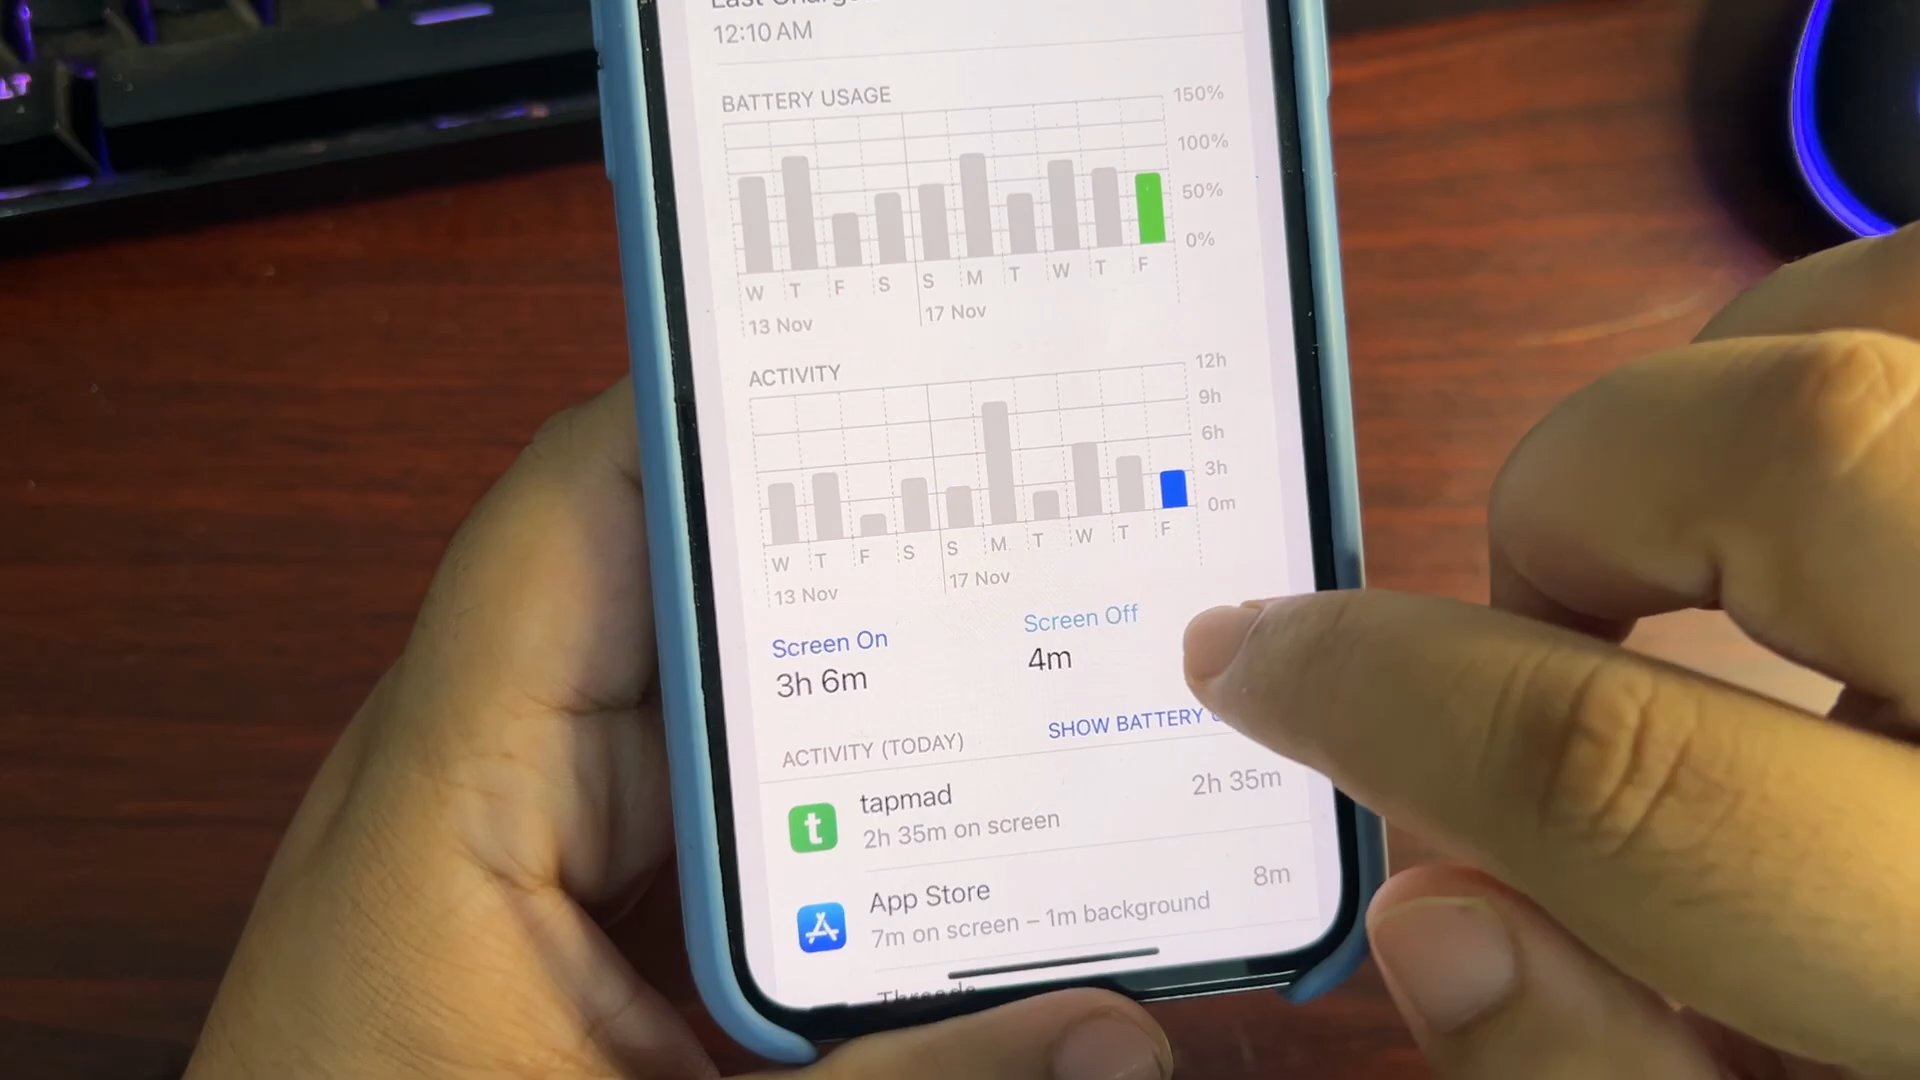 12:10 AM
BATTERY USAGE
150%
100%
50%
0%
W T F S S M T W T F
13 Nov 17 Nov
ACTIVITY
12h
9h
6h
3h
0m
W T F S S M T W T F
13 Nov 17 Nov
Screen On Screen Off
3h 6m 4m
ACTIVITY (TODAY) SHOW BATTERY
tapmad 2h 35m
2h 35m on screen
App Store 8m
7m on screen – 1m background
Threads